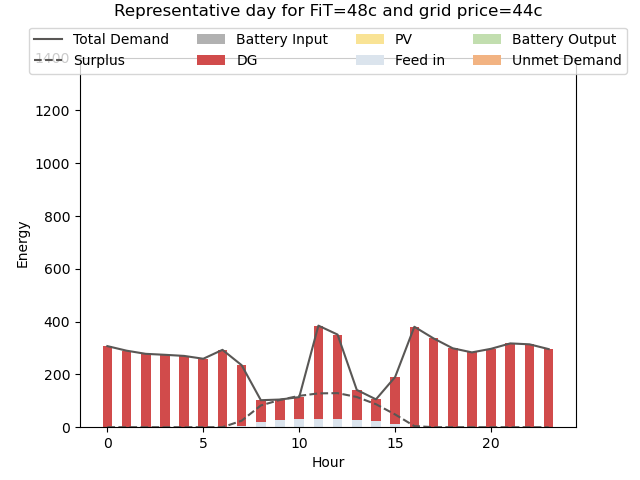 Representative day for FiT=48c and grid price=44c
Total Demand
Surplus
Battery Input
DG
PV
Feed in
Battery Output
Unmet Demand
1400
1200
1000
800
600
400
200
0
Energy
0 5 10 15 20
Hour